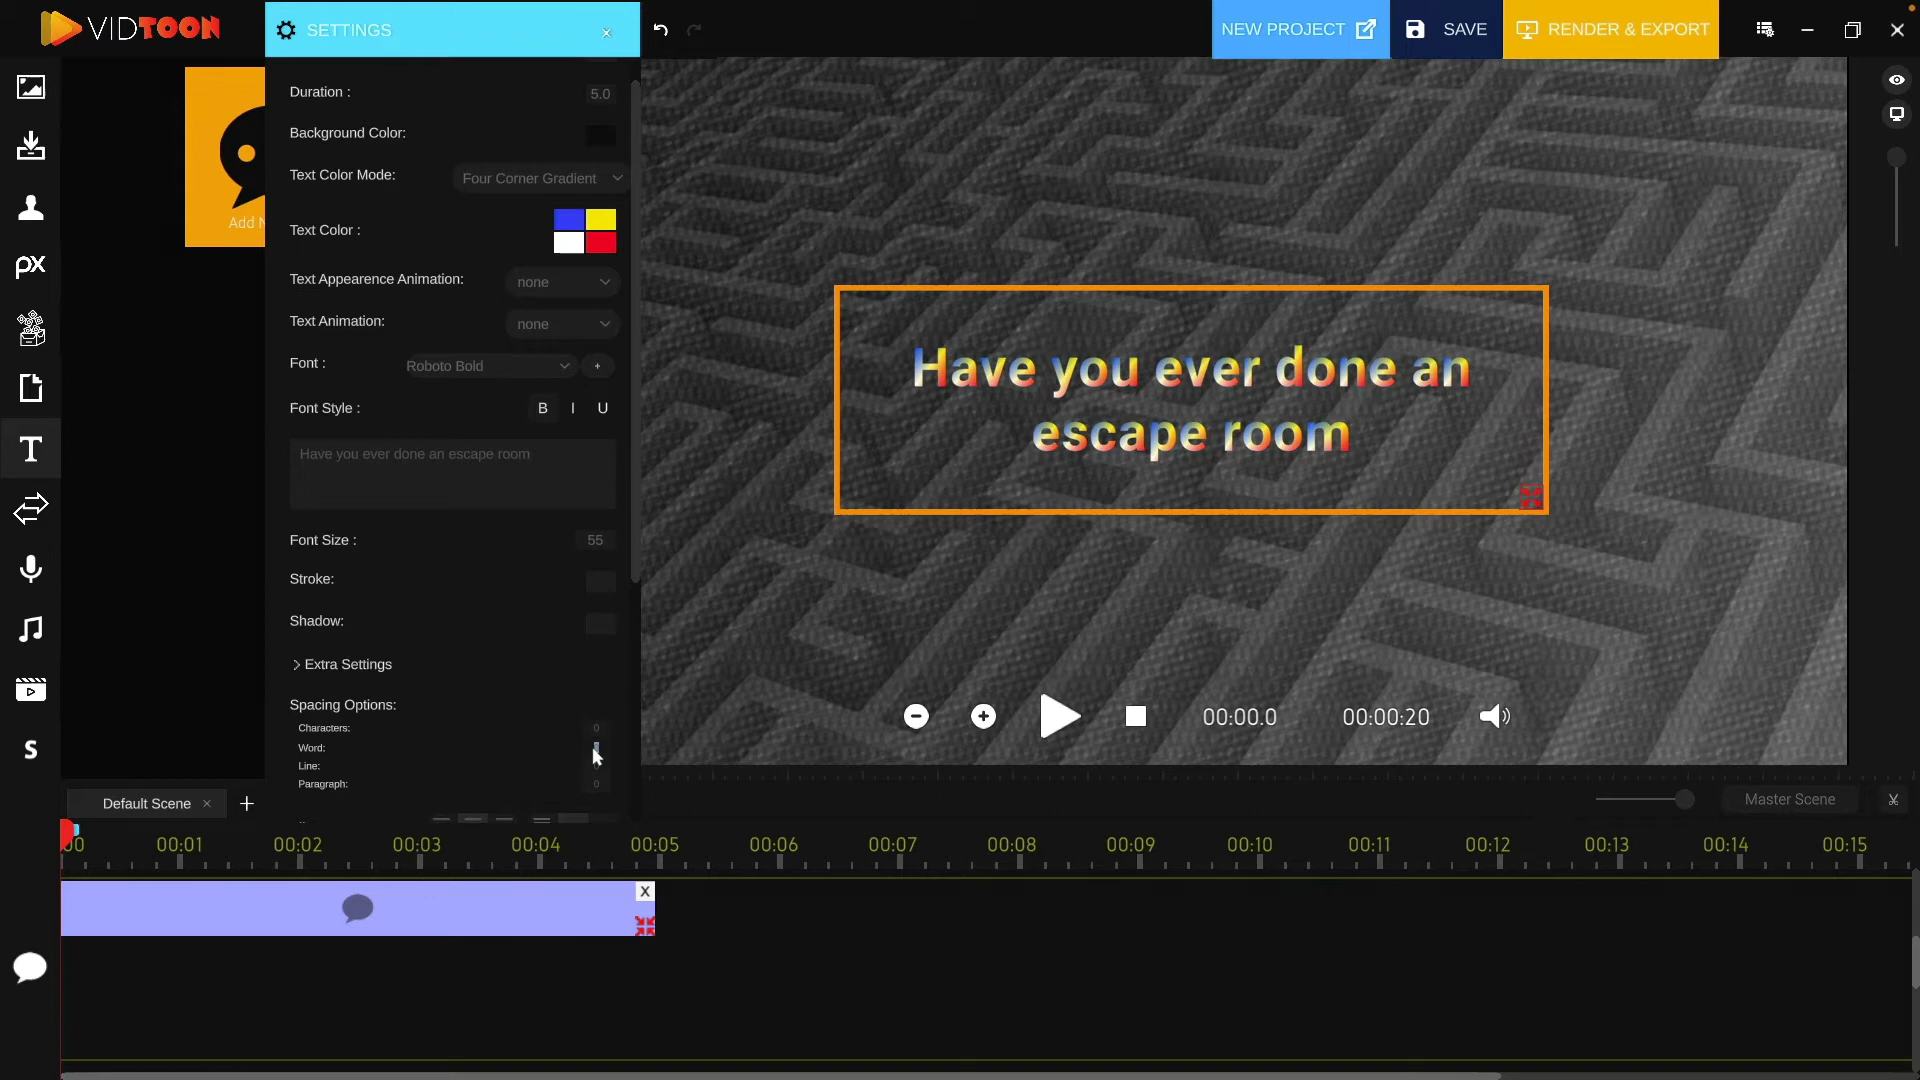 VIDTOON
SETTINGS
×
NEW PROJECT
SAVE
RENDER & EXPORT
Duration :
5.0
Background Color:
Text Color Mode:
Four Corner Gradient
Text Color :
Add
Text Appearence Animation:
none
px
Text Animation:
none
Font :
Roboto Bold
+
Font Style :
B I U
Have you ever done an escape room
Have you ever done an
escape room
T
Font Size :
55
Stroke:
Shadow:
> Extra Settings
Spacing Options:
Characters:
0
Word:
Line:
Paragraph:
0
S
00:00.0
00:00:20
Default Scene × +
Master Scene
00:01 00:02 00:03 00:04 00:05 00:06 00:07 00:08 00:09 00:10 00:11 00:12 00:13 00:14 00:15
X